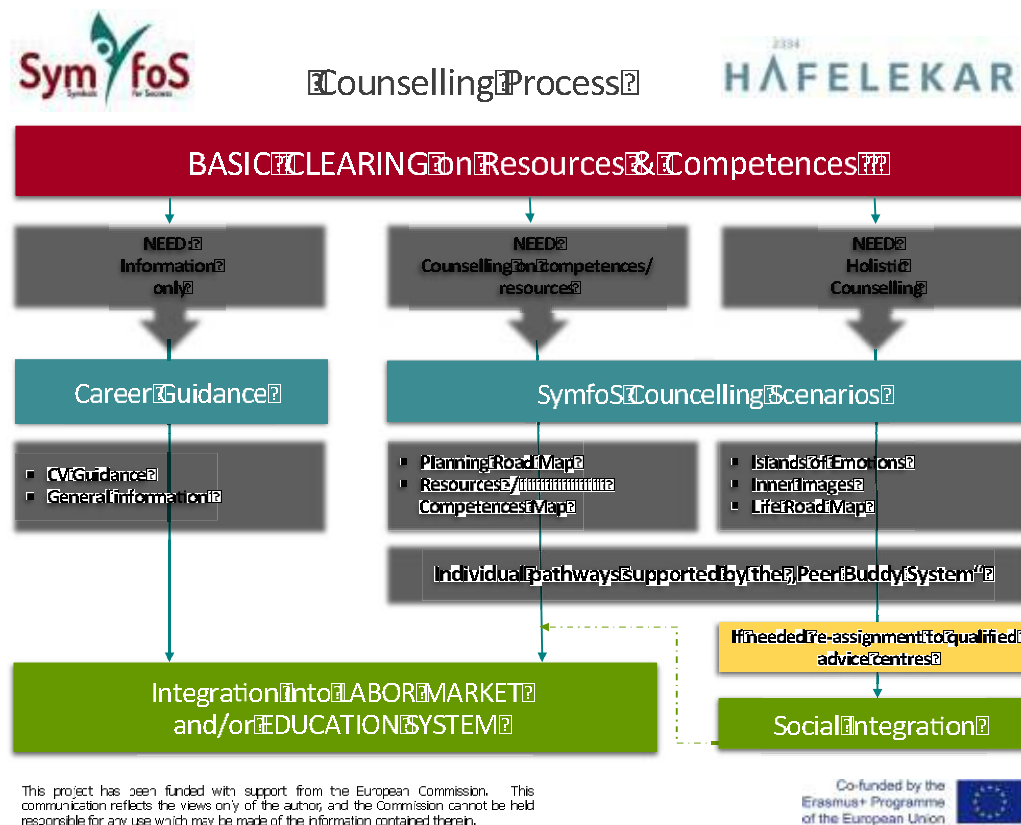 SymfoS
Symbols
For Success
Counselling Process
2334
HAFELEKAR
BASIC CLEARING on Resources & Competences
NEED:
Information
only
NEED:
Counselling on competences/
resources
NEED:
Holistic
Counselling
Career Guidance
SymfoS Councelling Scenarios
▪ CV Guidance
▪ General information
▪ Planning Road Map
▪ Resources /
Competences Map
▪ Islands of Emotions
▪ Inner Images
▪ Life Road Map
Individual pathways supported by the „Peer Buddy System“
If needed re-assignment to qualified
advice centres
Integration into LABOR MARKET
and/or EDUCATION SYSTEM
Social Integration
This project has been funded with support from the European Commission. This
communication reflects the views only of the author, and the Commission cannot be held
responsible for any use which may be made of the information contained therein.
Co-funded by the
Erasmus+ Programme
of the European Union